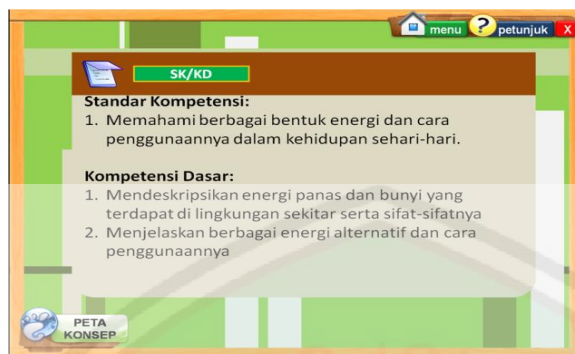 menu ? petunjuk X
SK/KD
Standar Kompetensi:
1. Memahami berbagai bentuk energi dan cara
penggunaannya dalam kehidupan sehari-hari.
Kompetensi Dasar:
1. Mendeskripsikan energi panas dan bunyi yang
terdapat di lingkungan sekitar serta sifat-sifatnya
2. Menjelaskan berbagai energi alternatif dan cara
penggunaannya
PETA
KONSEP